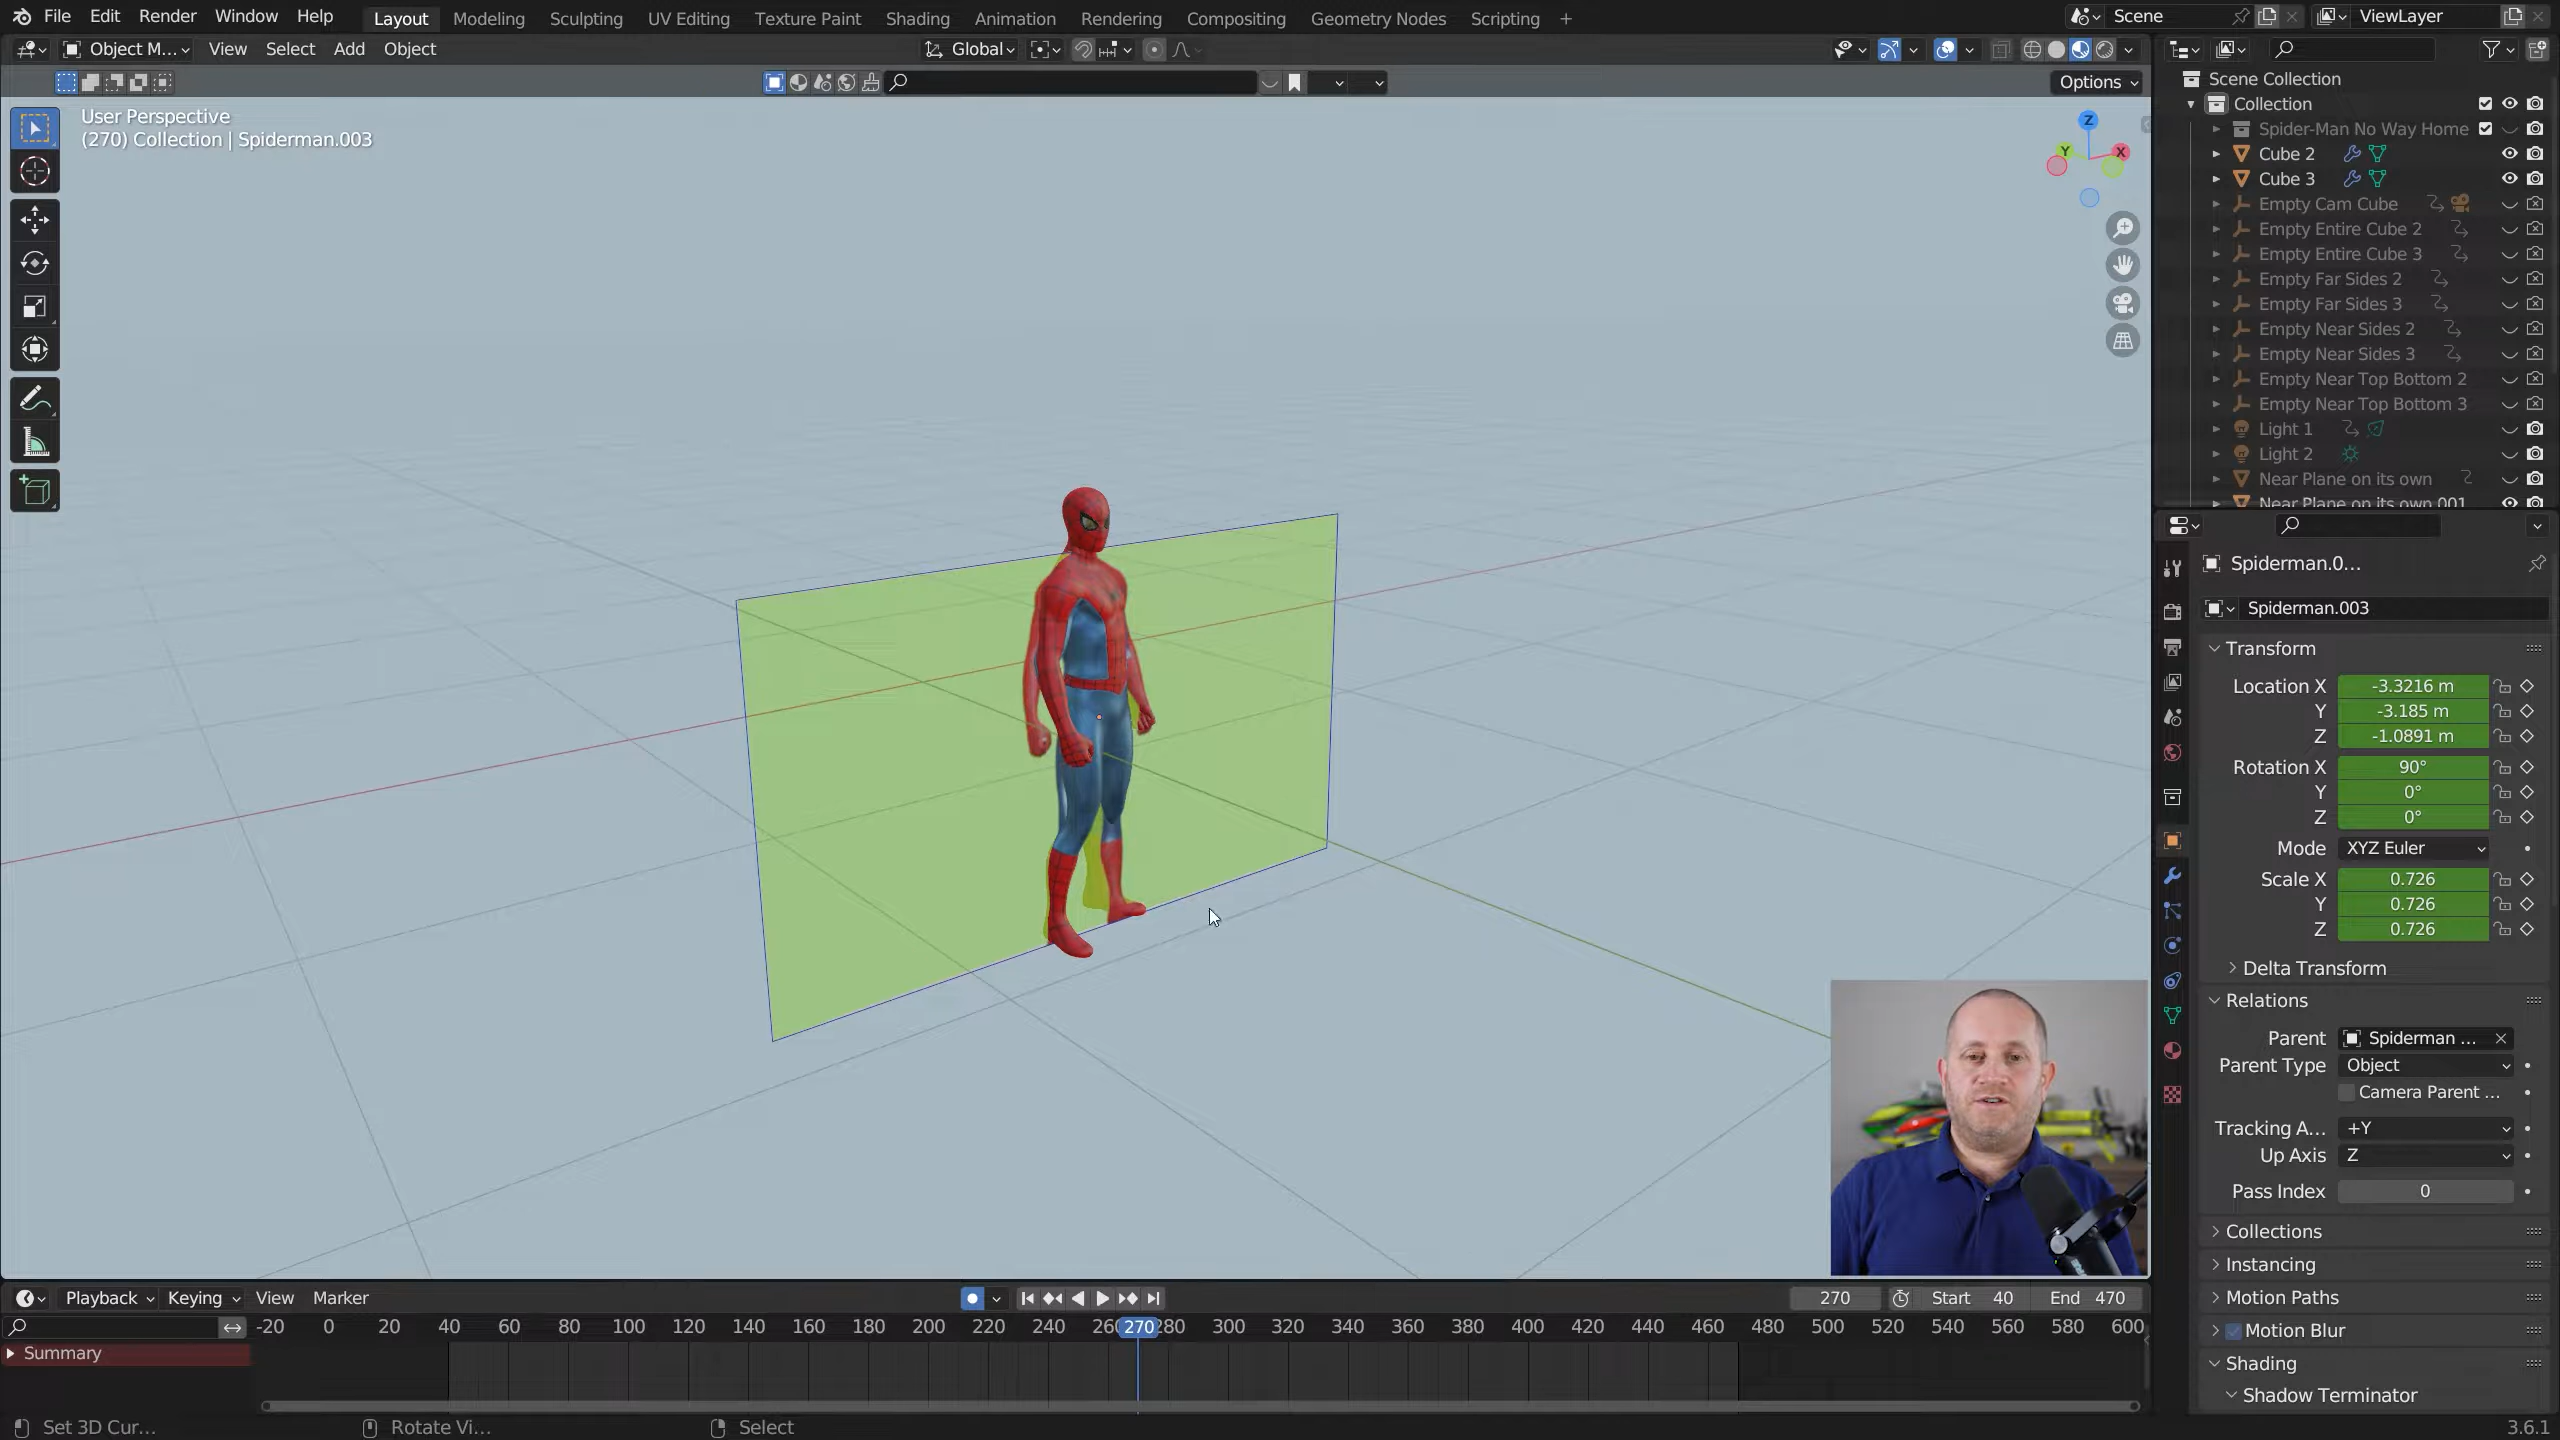 File Edit Render Window Help Layout Modeling Sculpting UV Editing Texture Paint Shading Animation Rendering Compositing Geometry Nodes Scripting + Scene ViewLayer
Object M... View Select Add Object Global
Options
User Perspective
(270) Collection | Spiderman.003
Z
Y
X
Scene Collection
Collection
Spider-Man No Way Home
Cube 2
Cube 3
Empty Cam Cube
Empty Entire Cube 2
Empty Entire Cube 3
Empty Far Sides 2
Empty Far Sides 3
Empty Near Sides 2
Empty Near Sides 3
Empty Near Top Bottom 2
Empty Near Top Bottom 3
Light 1
Light 2
Near Plane on its own
Near Plane on its own.001
Spiderman.0...
Spiderman.003
Transform
Location X -3.3216 m
Y -3.185 m
Z -1.0891 m
Rotation X 90°
Y 0°
Z 0°
Mode XYZ Euler
Scale X 0.726
Y 0.726
Z 0.726
Delta Transform
Relations
Parent Spiderman ...
Parent Type Object
Camera Parent ...
Tracking A... +Y
Up Axis Z
Pass Index 0
Collections
Instancing
Motion Paths
Motion Blur
Shading
Shadow Terminator
Playback Keying View Marker 270 Start 40 End 470
-20 0 20 40 60 80 100 120 140 160 180 200 220 240 26 270 280 300 320 340 360 380 400 420 440 460 480 500 520 540 560 580 600
Summary
Set 3D Cur... Rotate Vi... Select 3.6.1